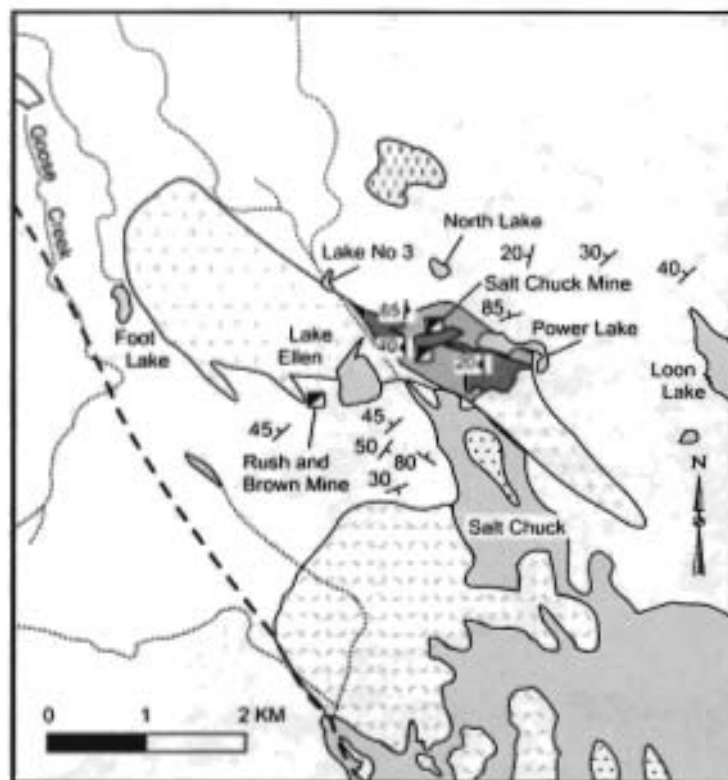 Goose Creek
North Lake
Lake No 3
20
30
40
Salt Chuck Mine
65
85
Power Lake
Foot
Lake
Lake
Ellen
40
20
Loon
Lake
45
45
50
80
30
Rush and
Brown Mine
N
Salt Chuck
0 1 2 KM